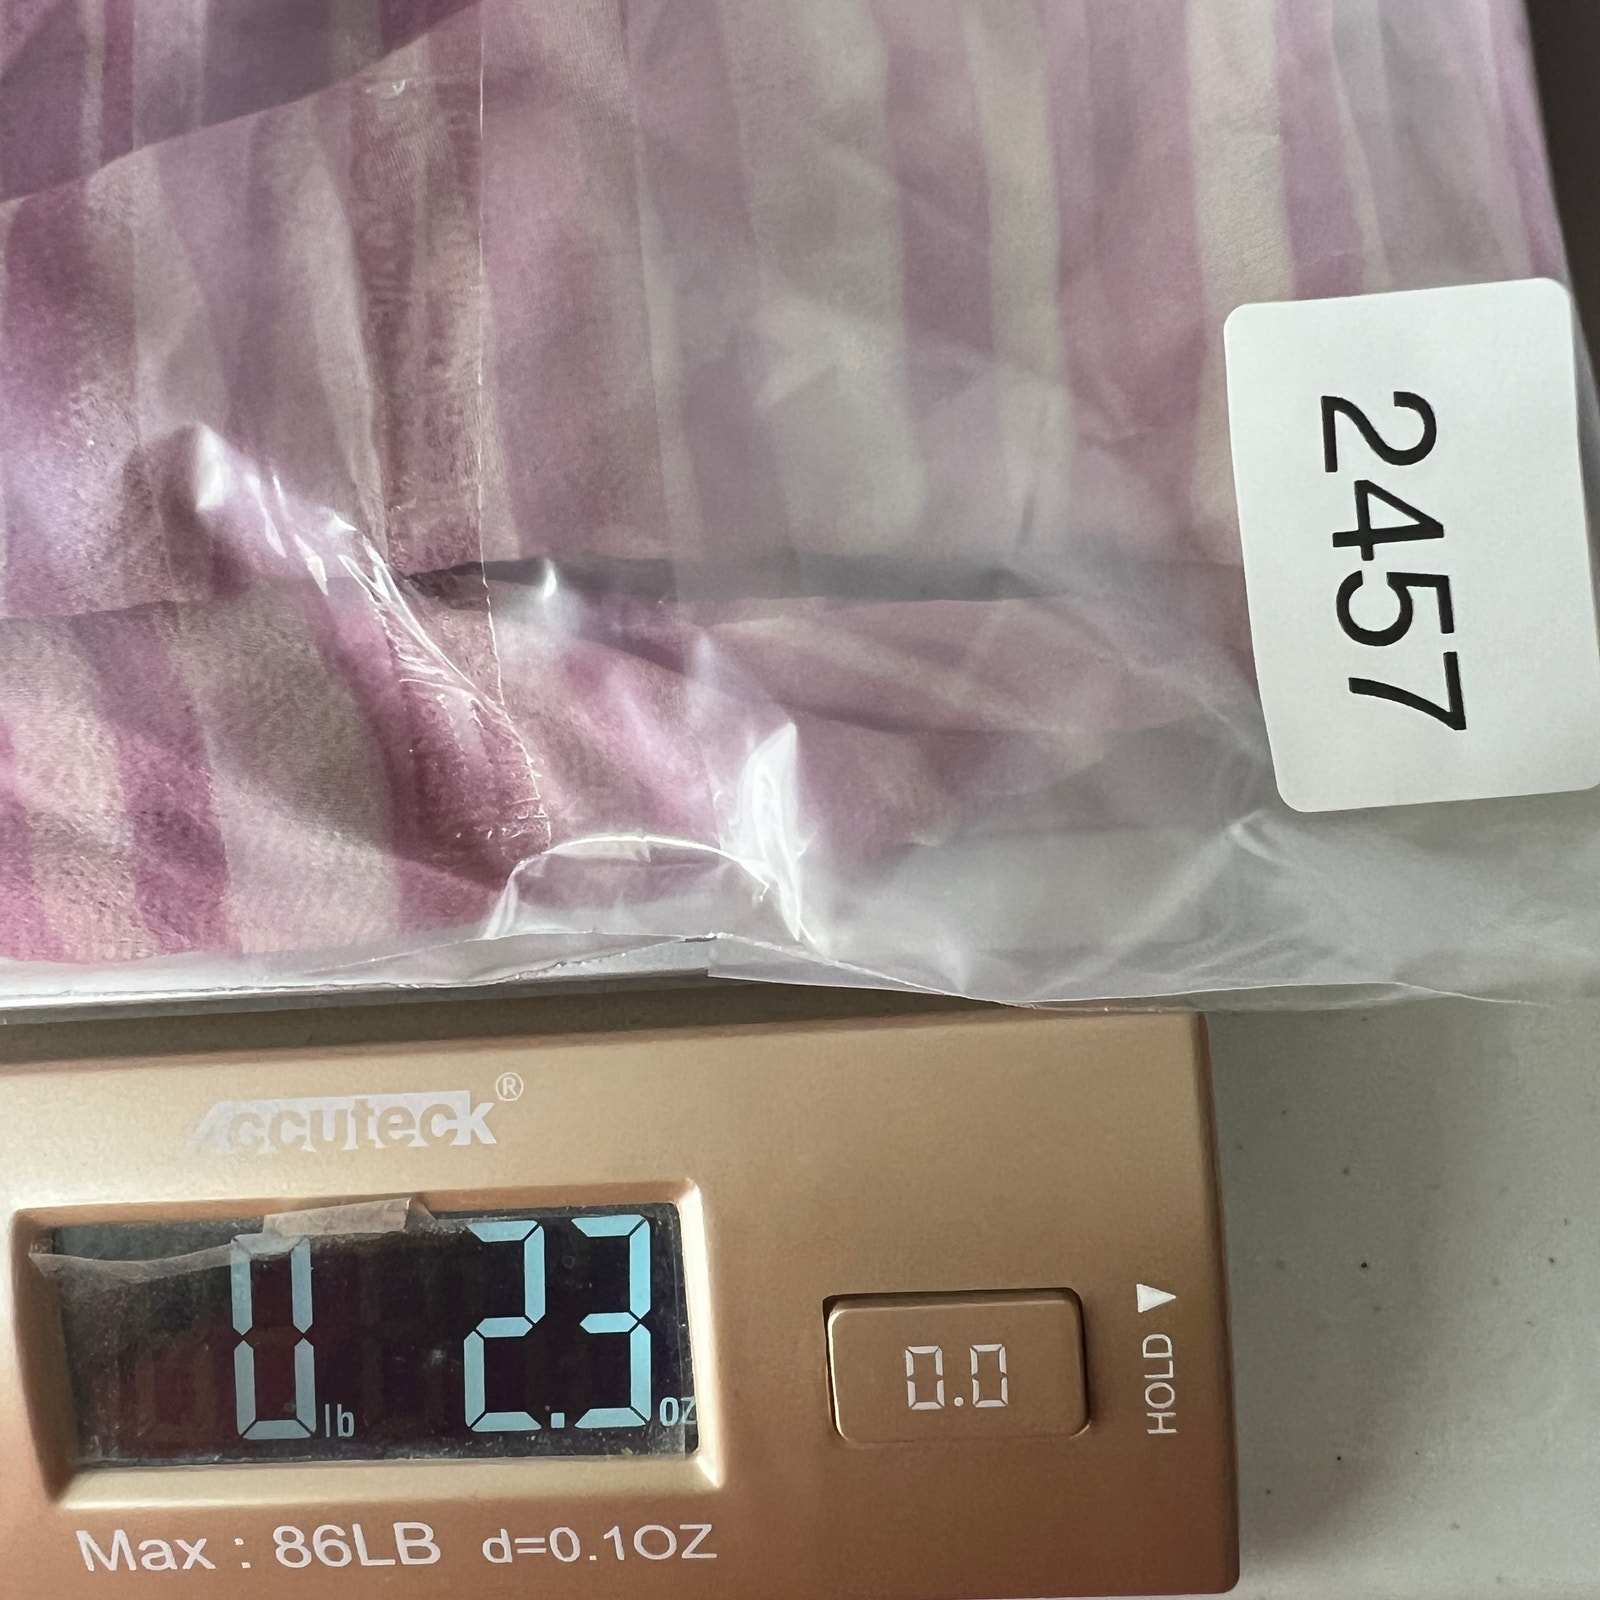 2457
Accuteck®
0 lb 2.3 oz
0.0
HOLD
Max : 86LB d=0.1OZ